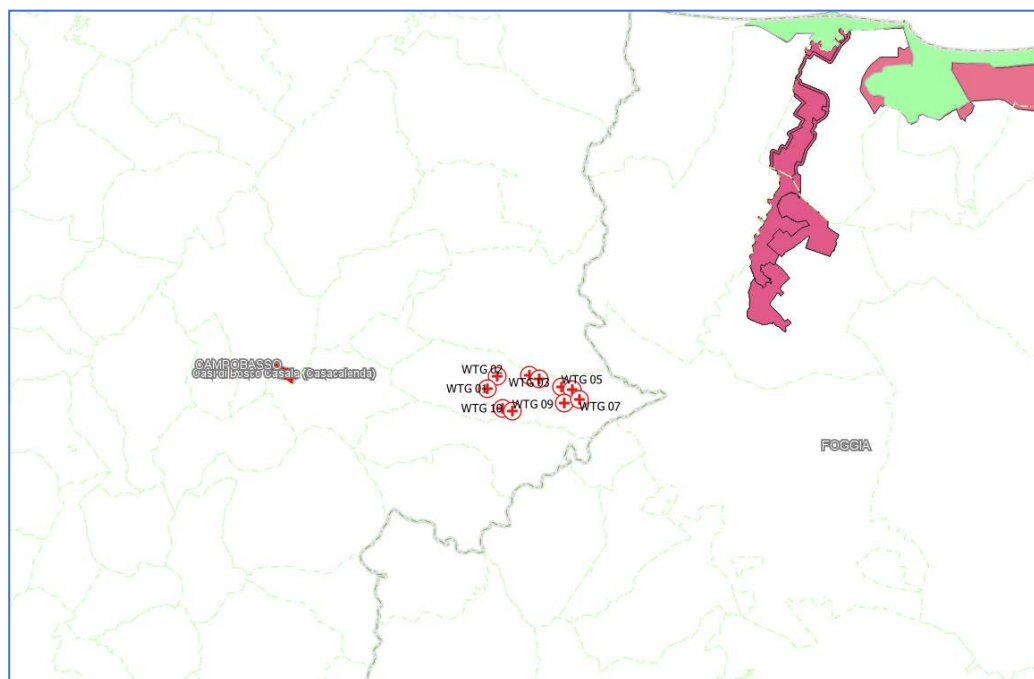 CAMPOBASSO
Oasi di Bosco Casale (Casacalenda)
WTG 02
WTG 03
WTG 05
WTG 01
WTG 10
WTG 09
WTG 07
FOGGIA